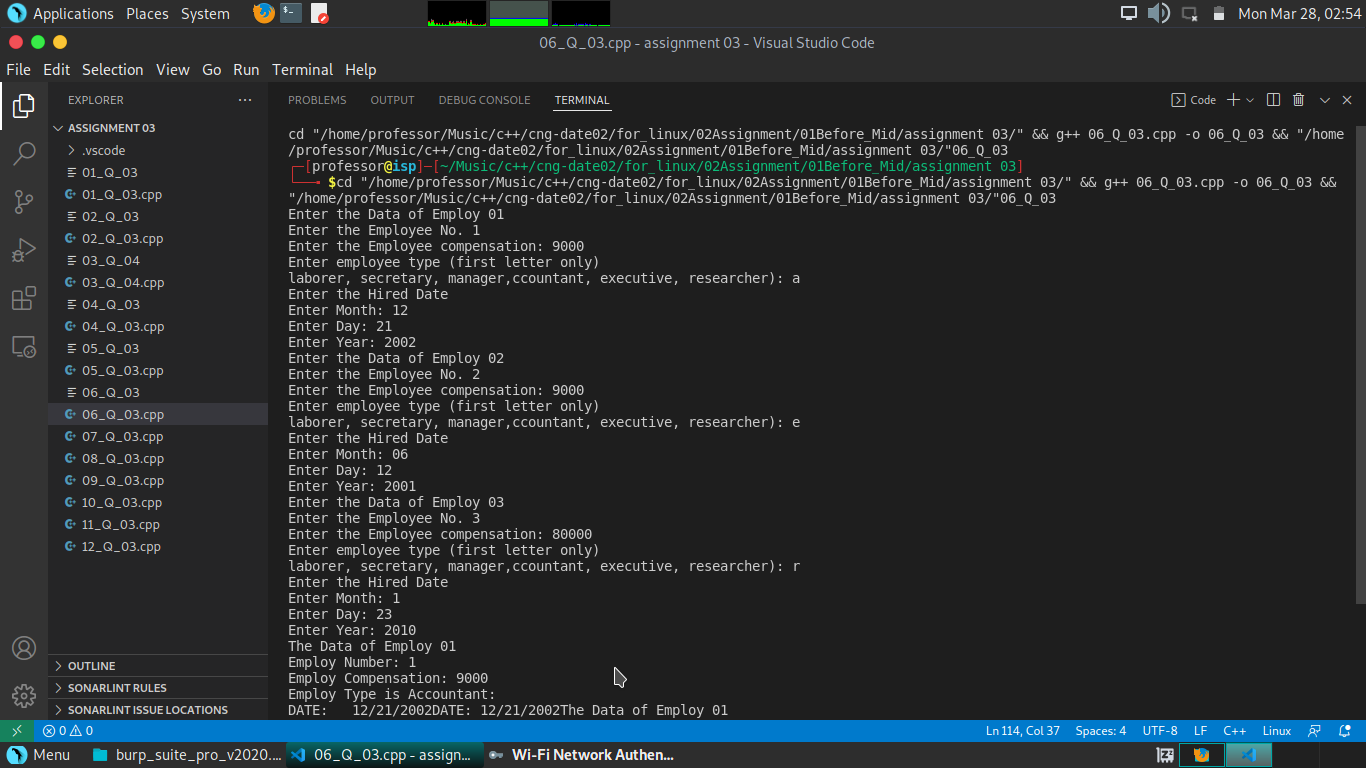 Applications Places System Mon Mar 28, 02:54
06_Q_03.cpp - assignment 03 - Visual Studio Code
File Edit Selection View Go Run Terminal Help
EXPLORER
ASSIGNMENT 03
.vscode
01_Q_03
01_Q_03.cpp
02_Q_03
02_Q_03.cpp
03_Q_04
03_Q_04.cpp
04_Q_03
04_Q_03.cpp
05_Q_03
05_Q_03.cpp
06_Q_03
06_Q_03.cpp
07_Q_03.cpp
08_Q_03.cpp
09_Q_03.cpp
10_Q_03.cpp
11_Q_03.cpp
12_Q_03.cpp
OUTLINE
SONARLINT RULES
SONARLINT ISSUE LOCATIONS
PROBLEMS OUTPUT DEBUG CONSOLE TERMINAL Code
cd "/home/professor/Music/c++/cng-date02/for_linux/02Assignment/01Before_Mid/assignment 03/" && g++ 06_Q_03.cpp -o 06_Q_03 && "/home
/professor/Music/c++/cng-date02/for_linux/02Assignment/01Before_Mid/assignment 03/"06_Q_03
┌─[professor@isp]─[~/Music/c++/cng-date02/for_linux/02Assignment/01Before_Mid/assignment 03]
└──╼ $cd "/home/professor/Music/c++/cng-date02/for_linux/02Assignment/01Before_Mid/assignment 03/" && g++ 06_Q_03.cpp -o 06_Q_03 &&
"/home/professor/Music/c++/cng-date02/for_linux/02Assignment/01Before_Mid/assignment 03/"06_Q_03
Enter the Data of Employ 01
Enter the Employee No. 1
Enter the Employee compensation: 9000
Enter employee type (first letter only)
laborer, secretary, manager,ccountant, executive, researcher): a
Enter the Hired Date
Enter Month: 12
Enter Day: 21
Enter Year: 2002
Enter the Data of Employ 02
Enter the Employee No. 2
Enter the Employee compensation: 9000
Enter employee type (first letter only)
laborer, secretary, manager,ccountant, executive, researcher): e
Enter the Hired Date
Enter Month: 06
Enter Day: 12
Enter Year: 2001
Enter the Data of Employ 03
Enter the Employee No. 3
Enter the Employee compensation: 80000
Enter employee type (first letter only)
laborer, secretary, manager,ccountant, executive, researcher): r
Enter the Hired Date
Enter Month: 1
Enter Day: 23
Enter Year: 2010
The Data of Employ 01
Employ Number: 1
Employ Compensation: 9000
Employ Type is Accountant:
DATE:   12/21/2002DATE: 12/21/2002The Data of Employ 01
0 0 Ln 114, Col 37 Spaces: 4 UTF-8 LF C++ Linux
Menu burp_suite_pro_v2020.... 06_Q_03.cpp - assign... Wi-Fi Network Authen...